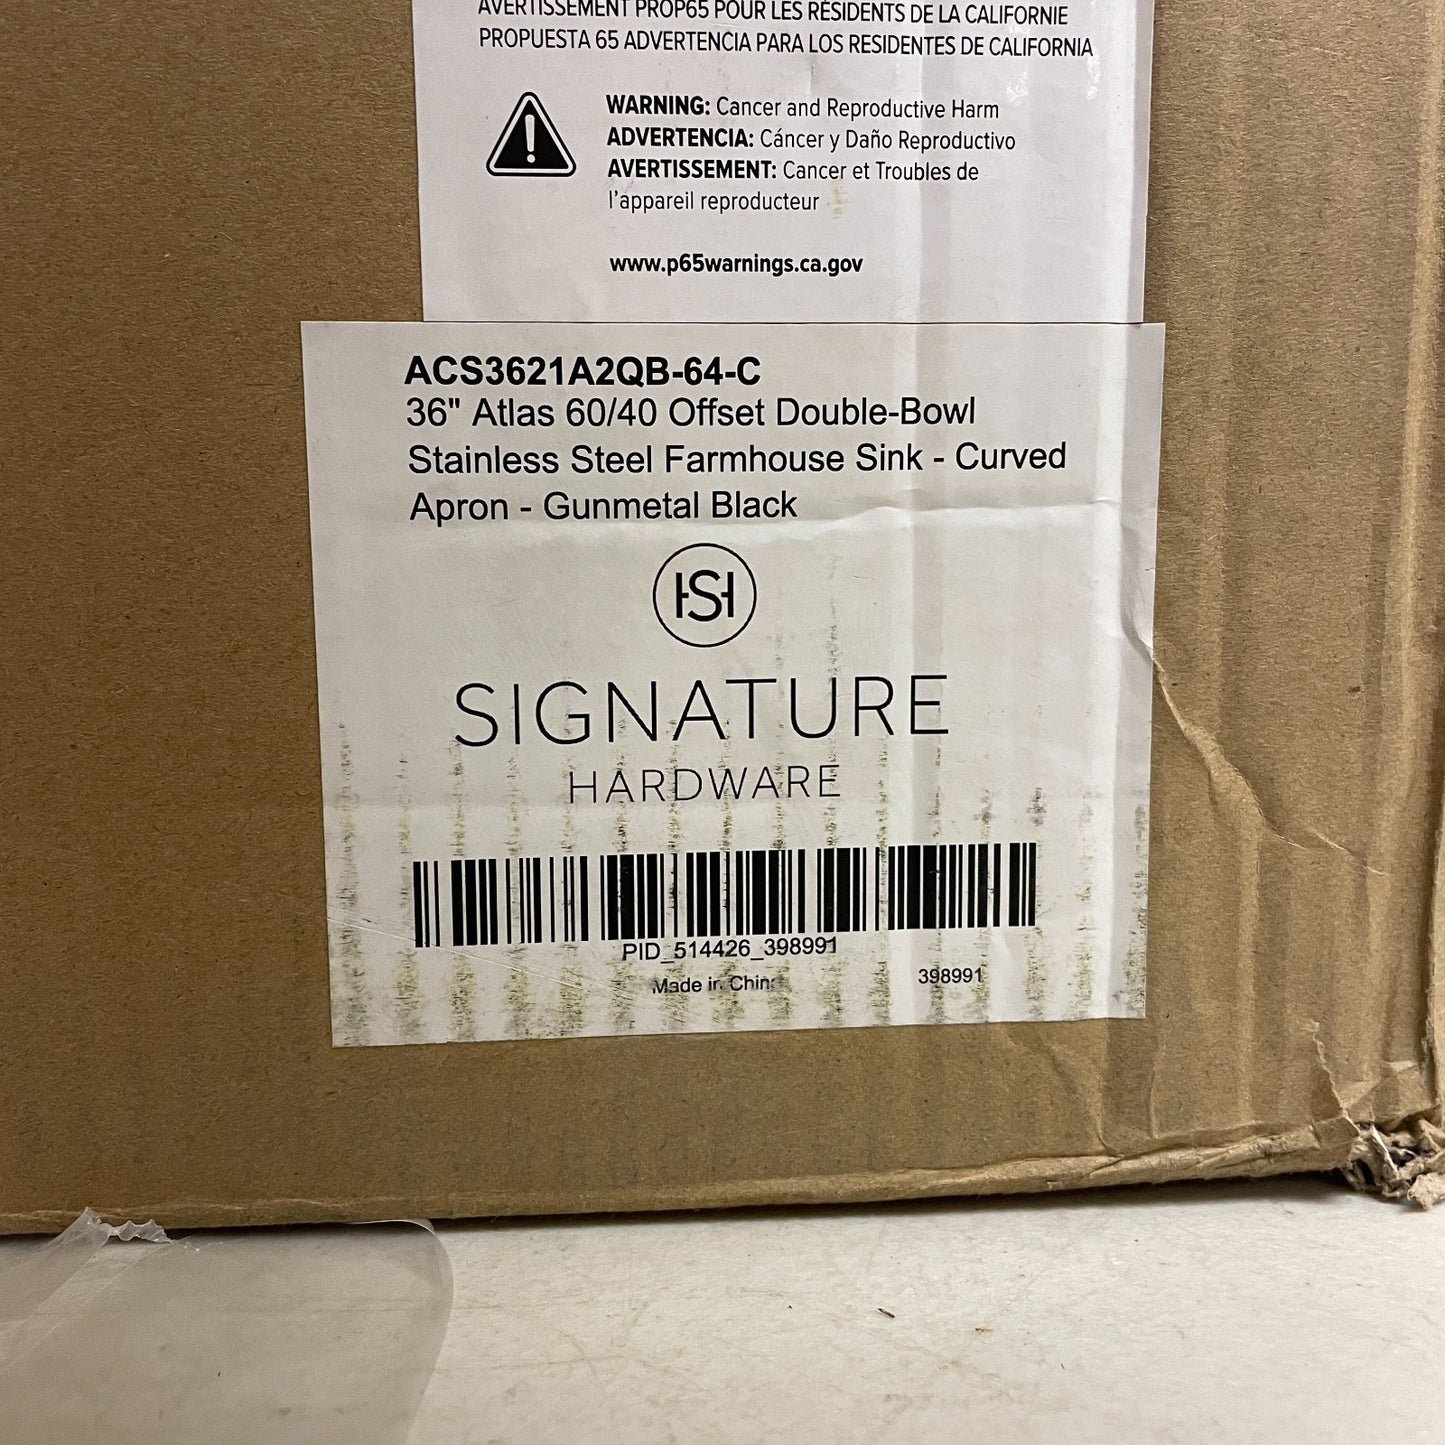 AVERTISSEMENT PROP65 POUR LES RÉSIDENTS DE LA CALIFORNIE
PROPUESTA 65 ADVERTENCIA PARA LOS RESIDENTES DE CALIFORNIA
WARNING: Cancer and Reproductive Harm
ADVERTENCIA: Cáncer y Daño Reproductivo
AVERTISSEMENT: Cancer et Troubles de
l'appareil reproducteur
www.p65warnings.ca.gov
ACS3621A2QB-64-C
36" Atlas 60/40 Offset Double-Bowl
Stainless Steel Farmhouse Sink - Curved
Apron - Gunmetal Black
SH
SIGNATURE
HARDWARE
PID_514426_398991
Made in China
398991